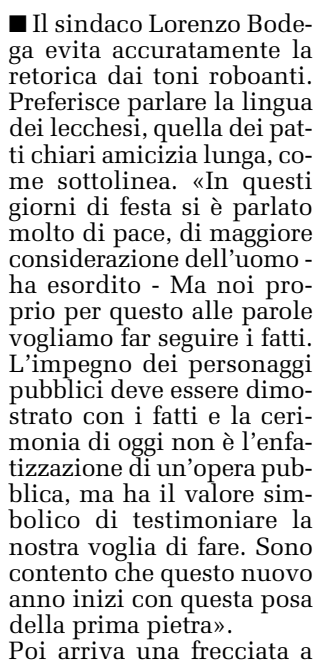 ■ Il sindaco Lorenzo Bode-
ga evita accuratamente la
retorica dai toni roboanti.
Preferisce parlare la lingua
dei lecchesi, quella dei pat-
ti chiari amicizia lunga, co-
me sottolinea. «In questi
giorni di festa si è parlato
molto di pace, di maggiore
considerazione dell'uomo -
ha esordito - Ma noi pro-
prio per questo alle parole
vogliamo far seguire i fatti.
L'impegno dei personaggi
pubblici deve essere dimo-
strato con i fatti e la ceri-
monia di oggi non è l'enfa-
tizzazione di un'opera pub-
blica, ma ha il valore sim-
bolico di testimoniare la
nostra voglia di fare. Sono
contento che questo nuovo
anno inizi con questa posa
della prima pietra».
Poi arriva una frecciata a